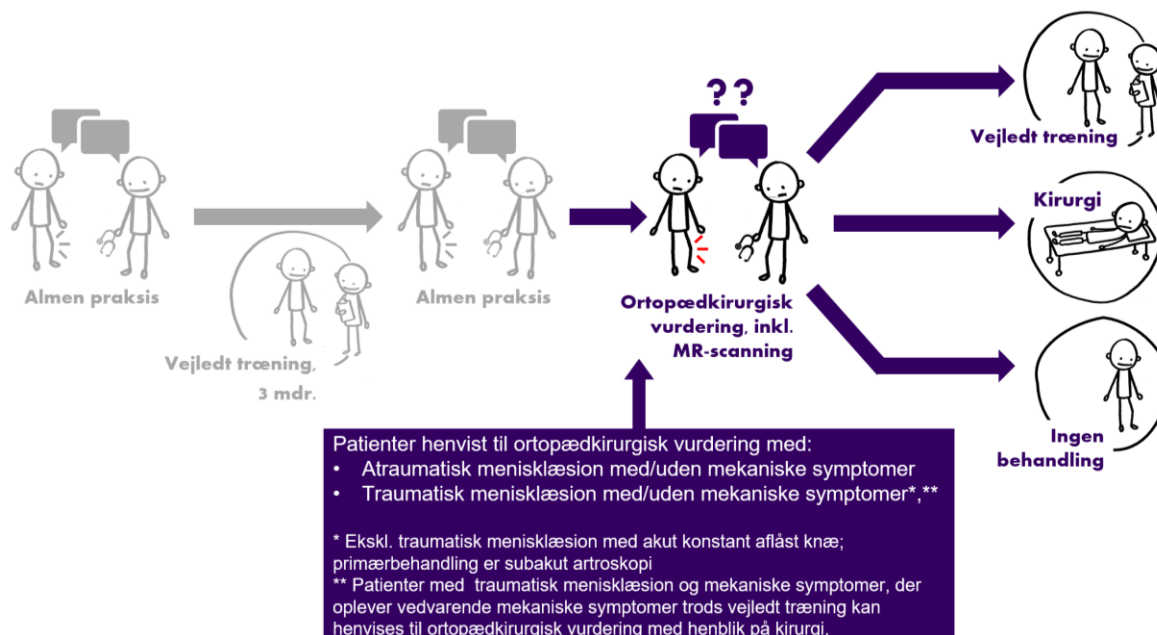 Almen praksis
Vejledt træning,
3 mdr.
Almen praksis
??
Ortopædkirurgisk
vurdering, inkl.
MR-scanning
Vejledt træning
Kirurgi
Ingen
behandling
Patienter henvist til ortopædkirurgisk vurdering med:
• Atraumatisk menisklæsion med/uden mekaniske symptomer
• Traumatisk menisklæsion med/uden mekaniske symptomer*,**
* Ekskl. traumatisk menisklæsion med akut konstant aflåst knæ;
primærbehandling er subakut artroskopi
** Patienter med traumatisk menisklæsion og mekaniske symptomer, der
oplever vedvarende mekaniske symptomer trods vejledt træning kan
henvises til ortopædkirurgisk vurdering med henblik på kirurgi.